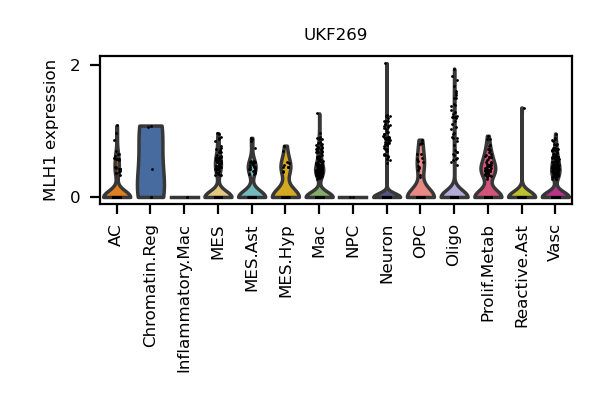 UKF269
MLH1 expression
2
0
AC
Chromatin.Reg
Inflammatory.Mac
MES
MES.Ast
MES.Hyp
Mac
NPC
Neuron
OPC
Oligo
Prolif.Metab
Reactive.Ast
Vasc